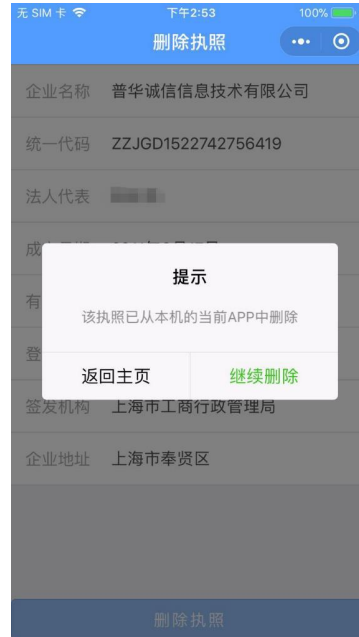 无 SIM 卡 下午2:53 100%
删除执照
企业名称 普华诚信信息技术有限公司
统一代码 ZZJGD1522742756419
法人代表
成
提示
有
该执照已从本机的当前APP中删除
登
返回主页 继续删除
签发机构 上海市工商行政管理局
企业地址 上海市奉贤区
删除执照